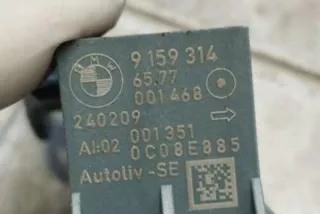 BMW
9 159 314
65.77
001468
240209
AI:02 001351
0C08E885
Autoliv-SE